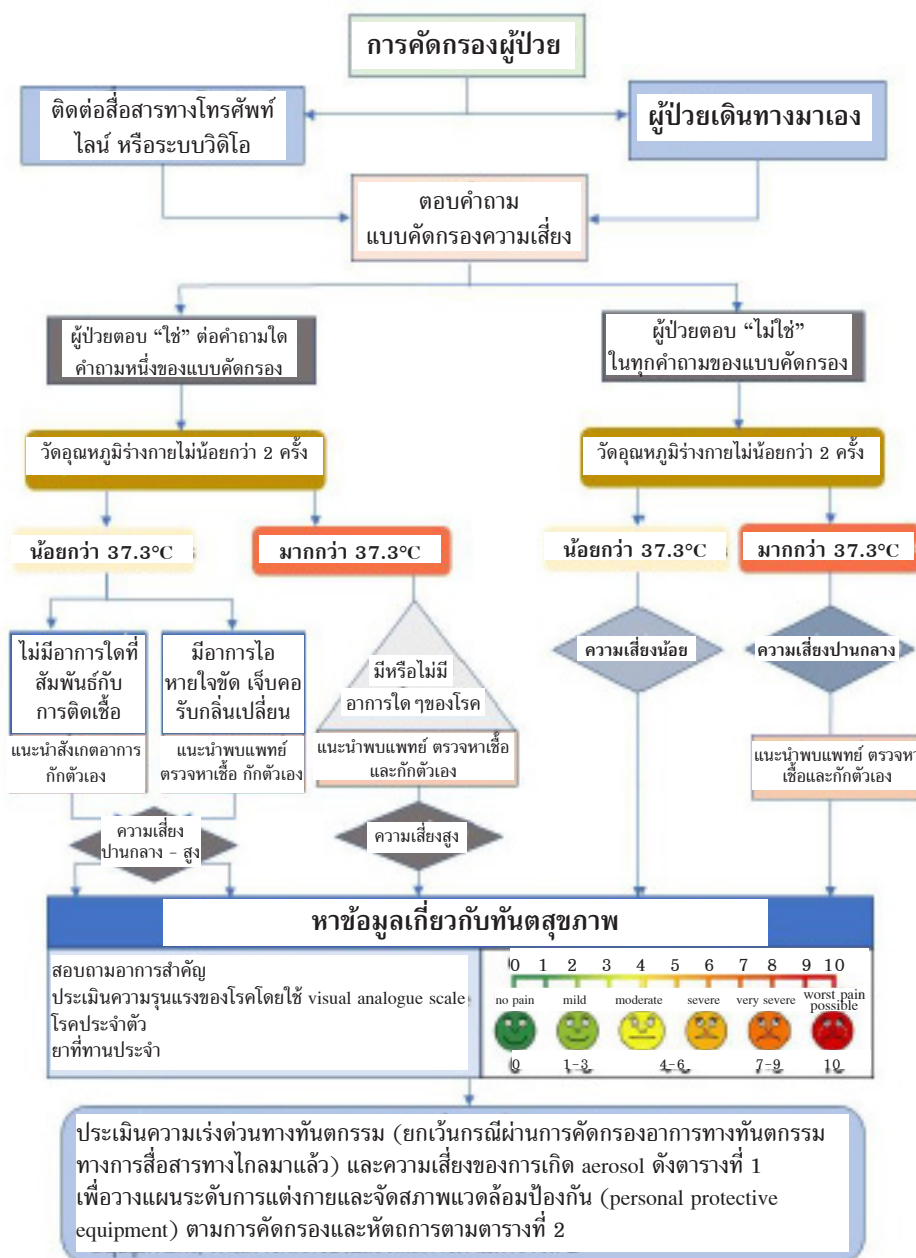 การคัดกรองผู้ป่วย
ติดต่อสื่อสารทางโทรศัพท์
ไลน์ หรือระบบวิดิโอ
ผู้ป่วยเดินทางมาเอง
ตอบคำถาม
แบบคัดกรองความเสี่ยง
ผู้ป่วยตอบ “ใช่” ต่อคำถามใด
คำถามหนึ่งของแบบคัดกรอง
ผู้ป่วยตอบ “ไม่ใช่”
ในทุกคำถามของแบบคัดกรอง
วัดอุณหภูมิร่างกายไม่น้อยกว่า 2 ครั้ง
วัดอุณหภูมิร่างกายไม่น้อยกว่า 2 ครั้ง
น้อยกว่า 37.3°C
มากกว่า 37.3°C
น้อยกว่า 37.3°C
มากกว่า 37.3°C
ไม่มีอาการใดที่
สัมพันธ์กับ
การติดเชื้อ
มีอาการไอ
หายใจขัด เจ็บคอ
รับกลิ่นเปลี่ยน
มีหรือไม่มี
อาการใด ๆของโรค
ความเสี่ยงน้อย
ความเสี่ยงปานกลาง
แนะนำสังเกตอาการ
กักตัวเอง
แนะนำพบแพทย์
ตรวจหาเชื้อ กักตัวเอง
แนะนำพบแพทย์ ตรวจหาเชื้อ
และกักตัวเอง
แนะนำพบแพทย์ ตรวจหา
เชื้อและกักตัวเอง
ความเสี่ยง
ปานกลาง - สูง
ความเสี่ยงสูง
หาข้อมูลเกี่ยวกับทันตสุขภาพ
สอบถามอาการสำคัญ
ประเมินความรุนแรงของโรคโดยใช้ visual analogue scale
โรคประจำตัว
ยาที่ทานประจำ
0 1 2 3 4 5 6 7 8 9 10
no pain mild moderate severe very severe worst pain possible
0 1-3 4-6 7-9 10
ประเมินความเร่งด่วนทางทันตกรรม (ยกเว้นกรณีผ่านการคัดกรองอาการทางทันตกรรม
ทางการสื่อสารทางไกลมาแล้ว) และความเสี่ยงของการเกิด aerosol ดังตารางที่ 1
เพื่อวางแผนระดับการแต่งกายและจัดสภาพแวดล้อมป้องกัน (personal protective
equipment) ตามการคัดกรองและหัตถการตามตารางที่ 2